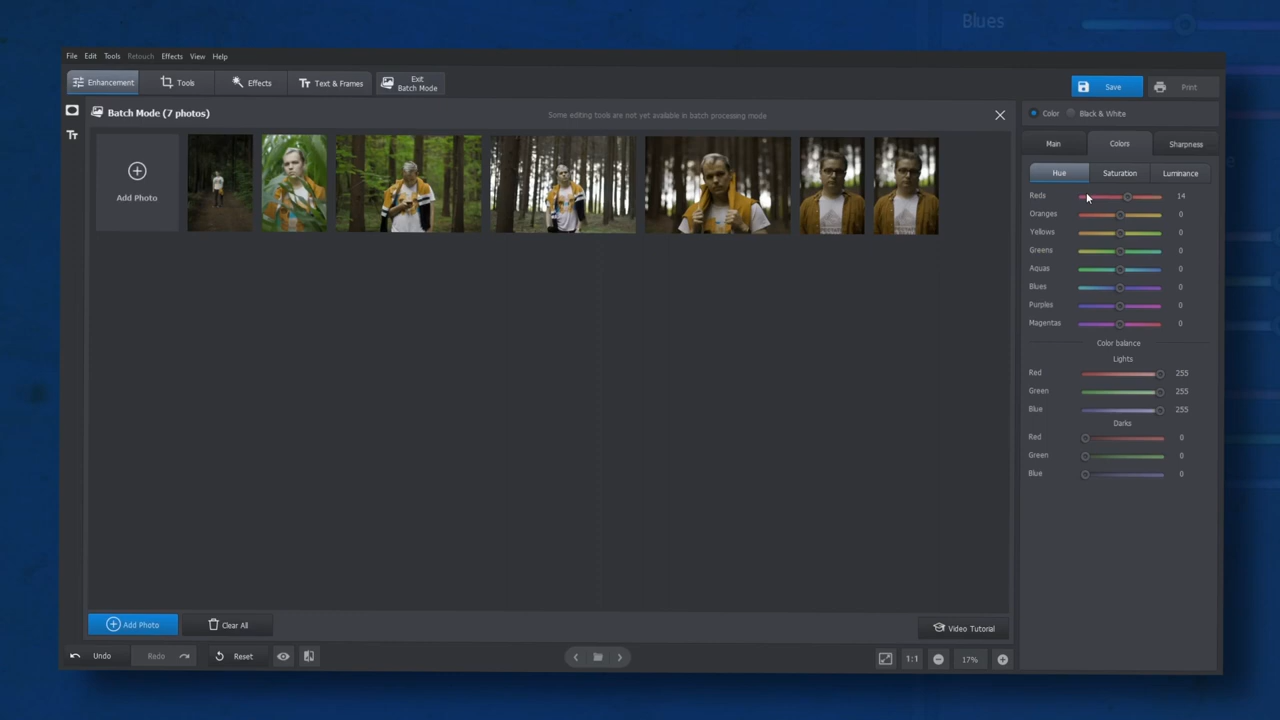 Blues
File Edit Tools Retouch Effects View Help
Enhancement Tools Effects Text & Frames Exit Batch Mode
Save Print
Batch Mode (7 photos) Some editing tools are not yet available in batch processing mode
Color Black & White
Main Colors Sharpness
Add Photo
Hue Saturation Luminance
Reds 14
Oranges 0
Yellows 0
Greens 0
Aquas 0
Blues 0
Purples 0
Magentas 0
Color balance
Lights
Red 255
Green 255
Blue 255
Darks
Red 0
Green 0
Blue 0
Add Photo Clear All Video Tutorial
Undo Redo Reset 1:1 17%